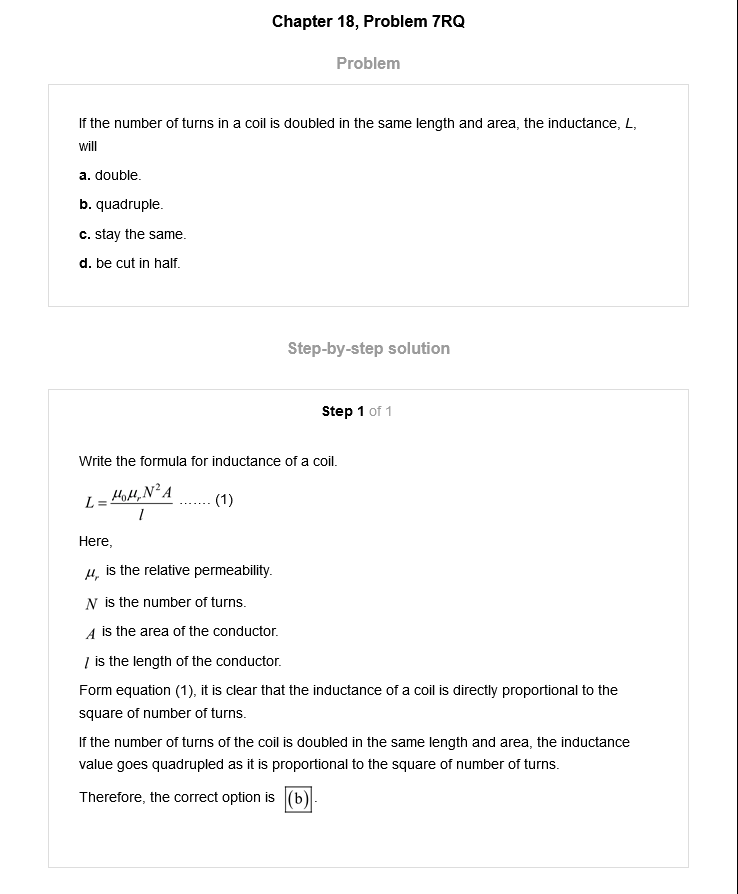 Chapter 18, Problem 7RQ
Problem
If the number of turns in a coil is doubled in the same length and area, the inductance, L,
will
a. double.
b. quadruple.
c. stay the same.
d. be cut in half.
Step-by-step solution
Step 1 of 1
Write the formula for inductance of a coil.
L = μ₀μᵣN²A / l ....... (1)
Here,
μᵣ is the relative permeability.
N is the number of turns.
A is the area of the conductor.
l is the length of the conductor.
Form equation (1), it is clear that the inductance of a coil is directly proportional to the
square of number of turns.
If the number of turns of the coil is doubled in the same length and area, the inductance
value goes quadrupled as it is proportional to the square of number of turns.
Therefore, the correct option is (b).